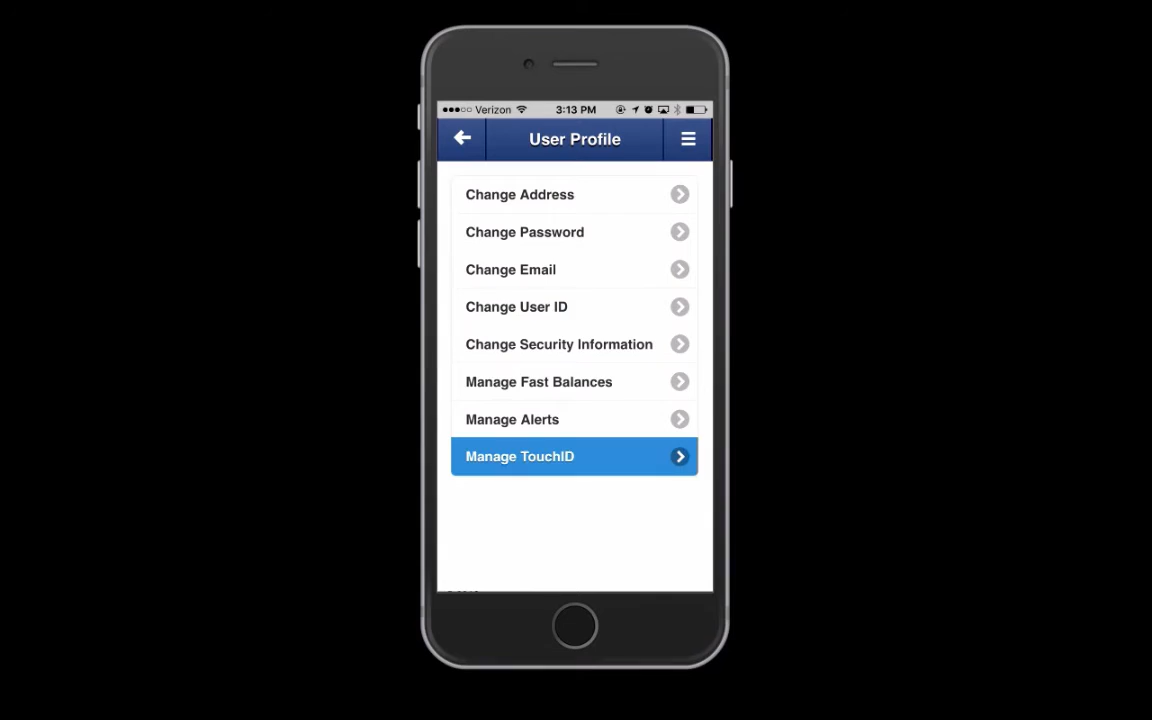 Verizon 3:13 PM
User Profile
Change Address
Change Password
Change Email
Change User ID
Change Security Information
Manage Fast Balances
Manage Alerts
Manage TouchID